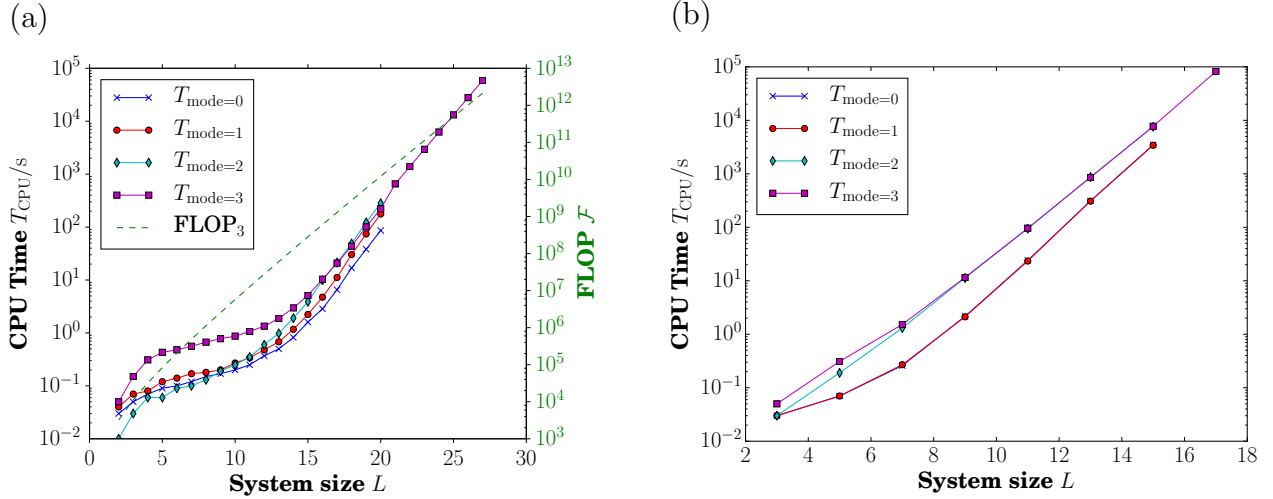 (a)
10^5
10^4
10^3
10^2
10^1
10^0
10^{-1}
10^{-2}
CPU Time T_CPU/s
T_mode=0
T_mode=1
T_mode=2
T_mode=3
FLOP_3
10^13
10^12
10^11
10^10
10^9
10^8
10^7
10^6
10^5
10^4
10^3
FLOP ℱ
0 5 10 15 20 25 30
System size L
(b)
10^5
10^4
10^3
10^2
10^1
10^0
10^{-1}
10^{-2}
CPU Time T_CPU/s
T_mode=0
T_mode=1
T_mode=2
T_mode=3
2 4 6 8 10 12 14 16 18
System size L